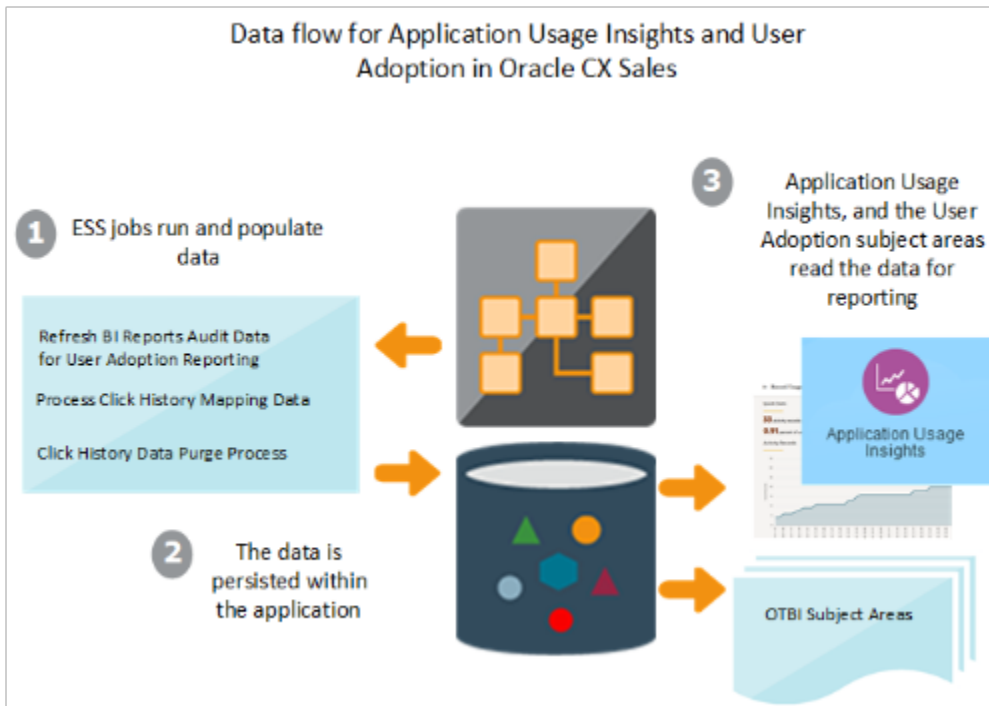 Data flow for Application Usage Insights and User
Adoption in Oracle CX Sales
1
ESS jobs run and populate
data
Refresh BI Reports Audit Data
for User Adoption Reporting
Process Click History Mapping Data
Click History Data Purge Process
2
The data is
persisted within
the application
3
Application Usage
Insights, and the User
Adoption subject areas
read the data for
reporting
Application Usage
Insights
OTBI Subject Areas